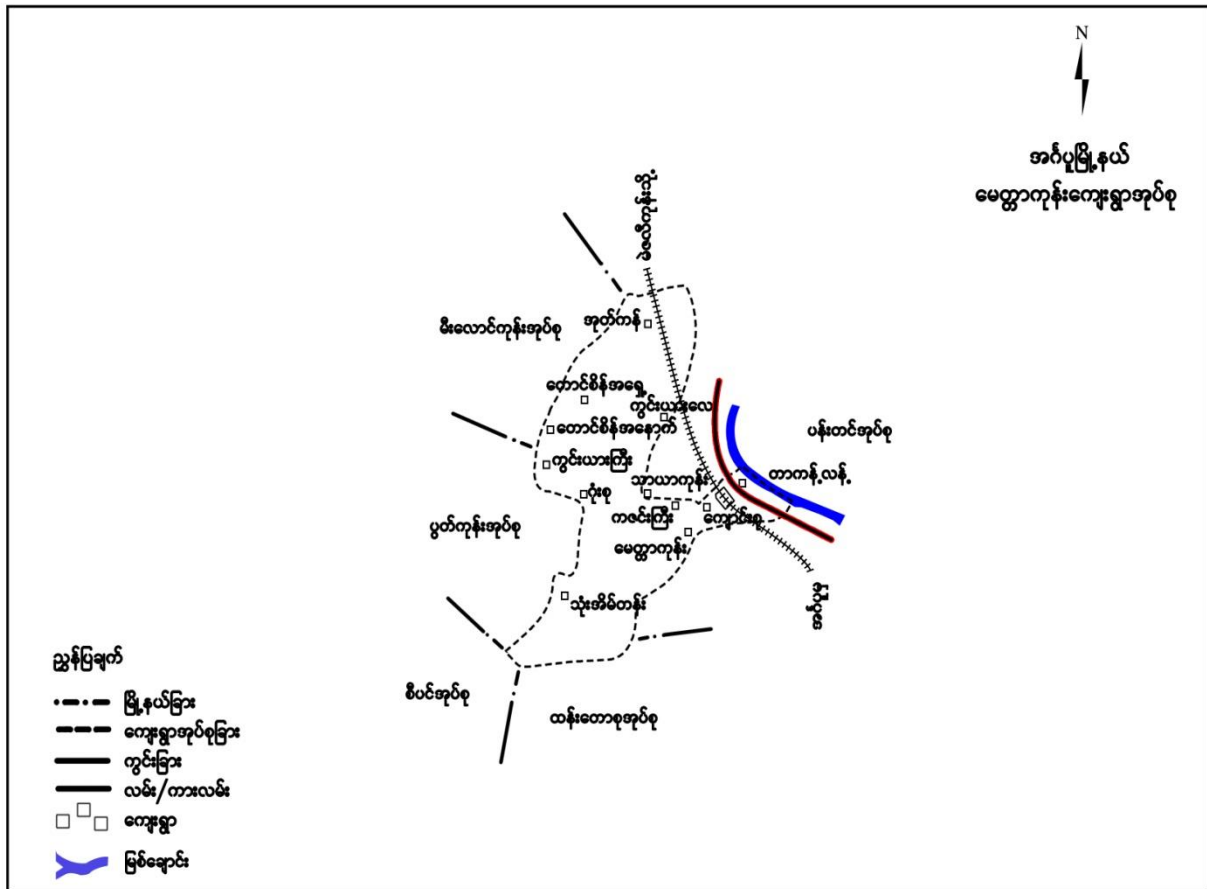 N
အင်္ဂပူမြို့နယ်
မေတ္တာကုန်းကျေးရွာအုပ်စု
မဲဇလီကုန်းသို့
အုတ်ကန်
မီးလောင်ကုန်းအုပ်စု
တောင်စိန်အရှေ့
ကွင်းယားလေး
တောင်စိန်အနောက်
ပန်းတင်အုပ်စု
ကွင်းယားကြီး
တာကန့်လန့်
သာယာကုန်း
ဂုံးစု
ကဇင်းကြီး
ကျောင်းစု
ပွတ်ကုန်းအုပ်စု
မေတ္တာကုန်း
သုံးအိမ်တန်း
စီပင်အုပ်စု
ထန်းတောစုအုပ်စု
ညွှန်ပြချက်
မြို့နယ်ခြား
ကျေးရွာအုပ်စုခြား
ကွင်းခြား
လမ်း/ကားလမ်း
ကျေးရွာ
မြစ်ချောင်း